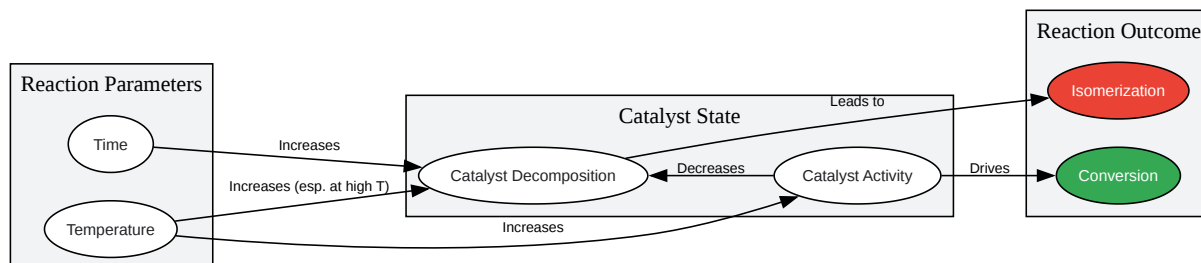 Reaction Parameters
Time
Temperature
Increases
Increases (esp. at high T)
Increases
Catalyst State
Catalyst Decomposition
Decreases
Catalyst Activity
Leads to
Drives
Reaction Outcome
Isomerization
Conversion